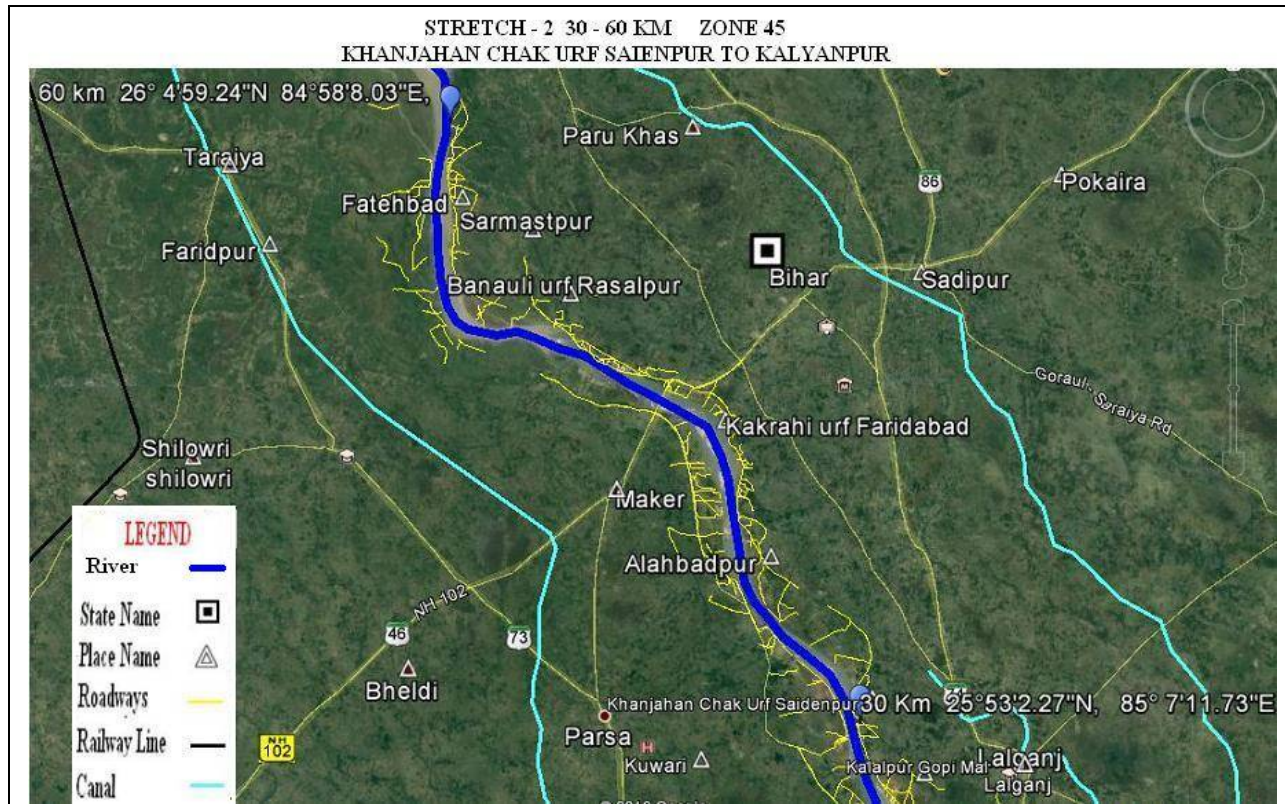 STRETCH - 2 30 - 60 KM ZONE 45
KHANJAHAN CHAK URF SAIENPUR TO KALYANPUR
60 km 26° 4'59.24"N 84°58'8.03"E,
Paru Khas
Taraiya
86
Pokaira
Fatehbad
Sarmastpur
Faridpur
Bihar
Sadipur
Banauli urf Rasalpur
Goraul - Saraiya Rd
Kakrahi urf Faridabad
Shilowri
shilowri
Maker
Alahbadpur
NH 102
46
73
Bheldi
Khanjahan Chak Urf Saidenpur
30 Km 25°53'2.27"N, 85° 7'11.73"E
Parsa
H
Kuwari
Lalganj
Lalganj
NH
102
M
LEGEND
River
State Name
Place Name
Roadways
Railway Line
Canal